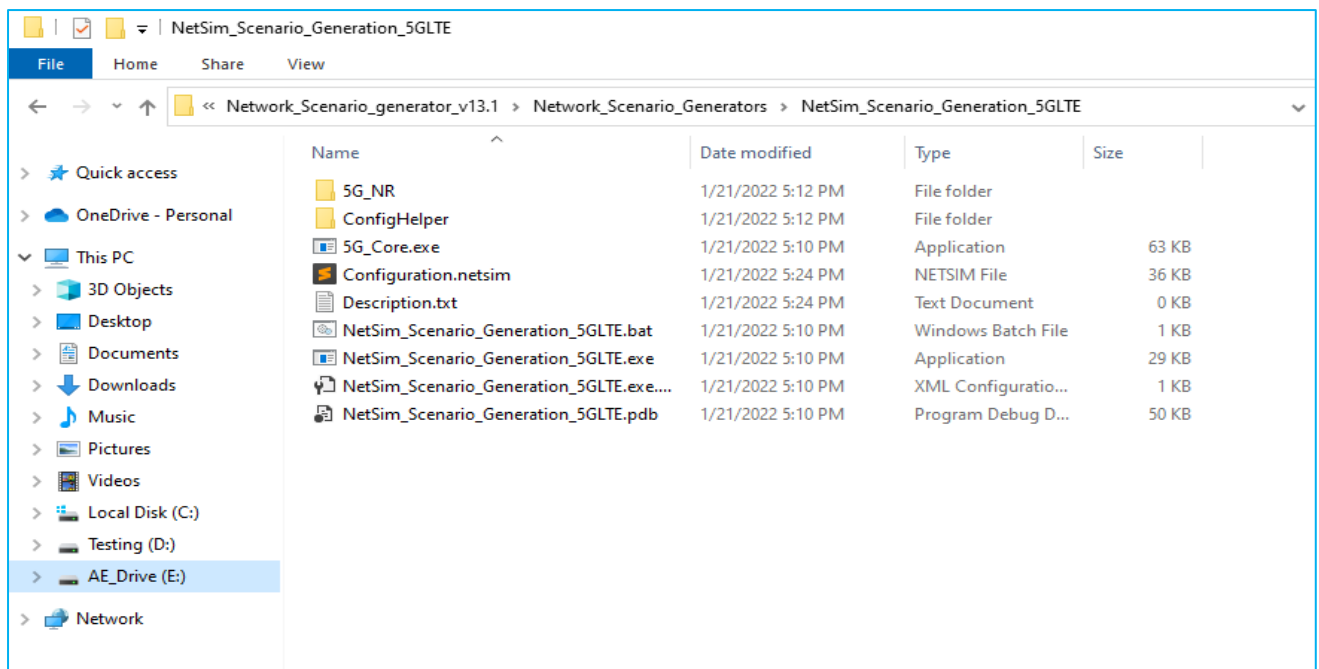 NetSim_Scenario_Generation_5GLTE
File Home Share View
« Network_Scenario_generator_v13.1 > Network_Scenario_Generators > NetSim_Scenario_Generation_5GLTE
Name Date modified Type Size
Quick access
OneDrive - Personal
This PC
3D Objects
Desktop
Documents
Downloads
Music
Pictures
Videos
Local Disk (C:)
Testing (D:)
AE_Drive (E:)
Network
5G_NR 1/21/2022 5:12 PM File folder
ConfigHelper 1/21/2022 5:12 PM File folder
5G_Core.exe 1/21/2022 5:10 PM Application 63 KB
Configuration.netsim 1/21/2022 5:24 PM NETSIM File 36 KB
Description.txt 1/21/2022 5:24 PM Text Document 0 KB
NetSim_Scenario_Generation_5GLTE.bat 1/21/2022 5:10 PM Windows Batch File 1 KB
NetSim_Scenario_Generation_5GLTE.exe 1/21/2022 5:10 PM Application 29 KB
NetSim_Scenario_Generation_5GLTE.exe.... 1/21/2022 5:10 PM XML Configuratio... 1 KB
NetSim_Scenario_Generation_5GLTE.pdb 1/21/2022 5:10 PM Program Debug D... 50 KB